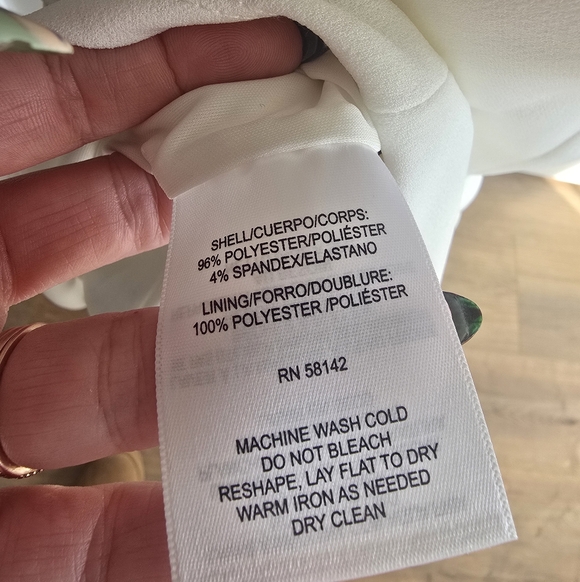 SHELL/CUERPO/CORPS:
96% POLYESTER/POLIÉSTER
4% SPANDEX/ELASTANO
LINING/FORRO/DOUBLURE:
100% POLYESTER /POLIÉSTER
RN 58142
MACHINE WASH COLD
DO NOT BLEACH
RESHAPE, LAY FLAT TO DRY
WARM IRON AS NEEDED
DRY CLEAN